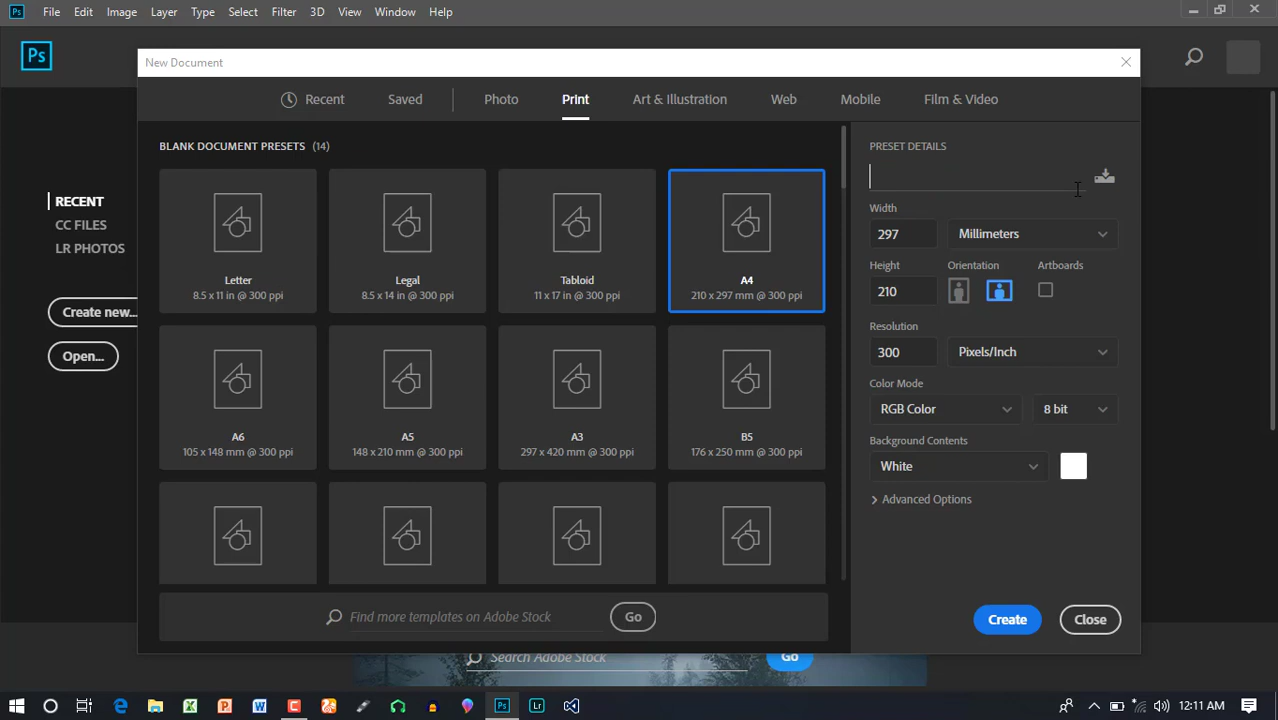 Ps File Edit Image Layer Type Select Filter 3D View Window Help
Ps
New Document
Recent Saved Photo Print Art & Illustration Web Mobile Film & Video
BLANK DOCUMENT PRESETS (14)
Letter
8.5 x 11 in @ 300 ppi
Legal
8.5 x 14 in @ 300 ppi
Tabloid
11 x 17 in @ 300 ppi
A4
210 x 297 mm @ 300 ppi
A6
105 x 148 mm @ 300 ppi
A5
148 x 210 mm @ 300 ppi
A3
297 x 420 mm @ 300 ppi
B5
176 x 250 mm @ 300 ppi
Find more templates on Adobe Stock Go
PRESET DETAILS
Width
297 Millimeters
Height Orientation Artboards
210
Resolution
300 Pixels/Inch
Color Mode
RGB Color 8 bit
Background Contents
White
Advanced Options
Create Close
RECENT
CC FILES
LR PHOTOS
Create new...
Open...
Search Adobe Stock Go
Ps Lr
12:11 AM